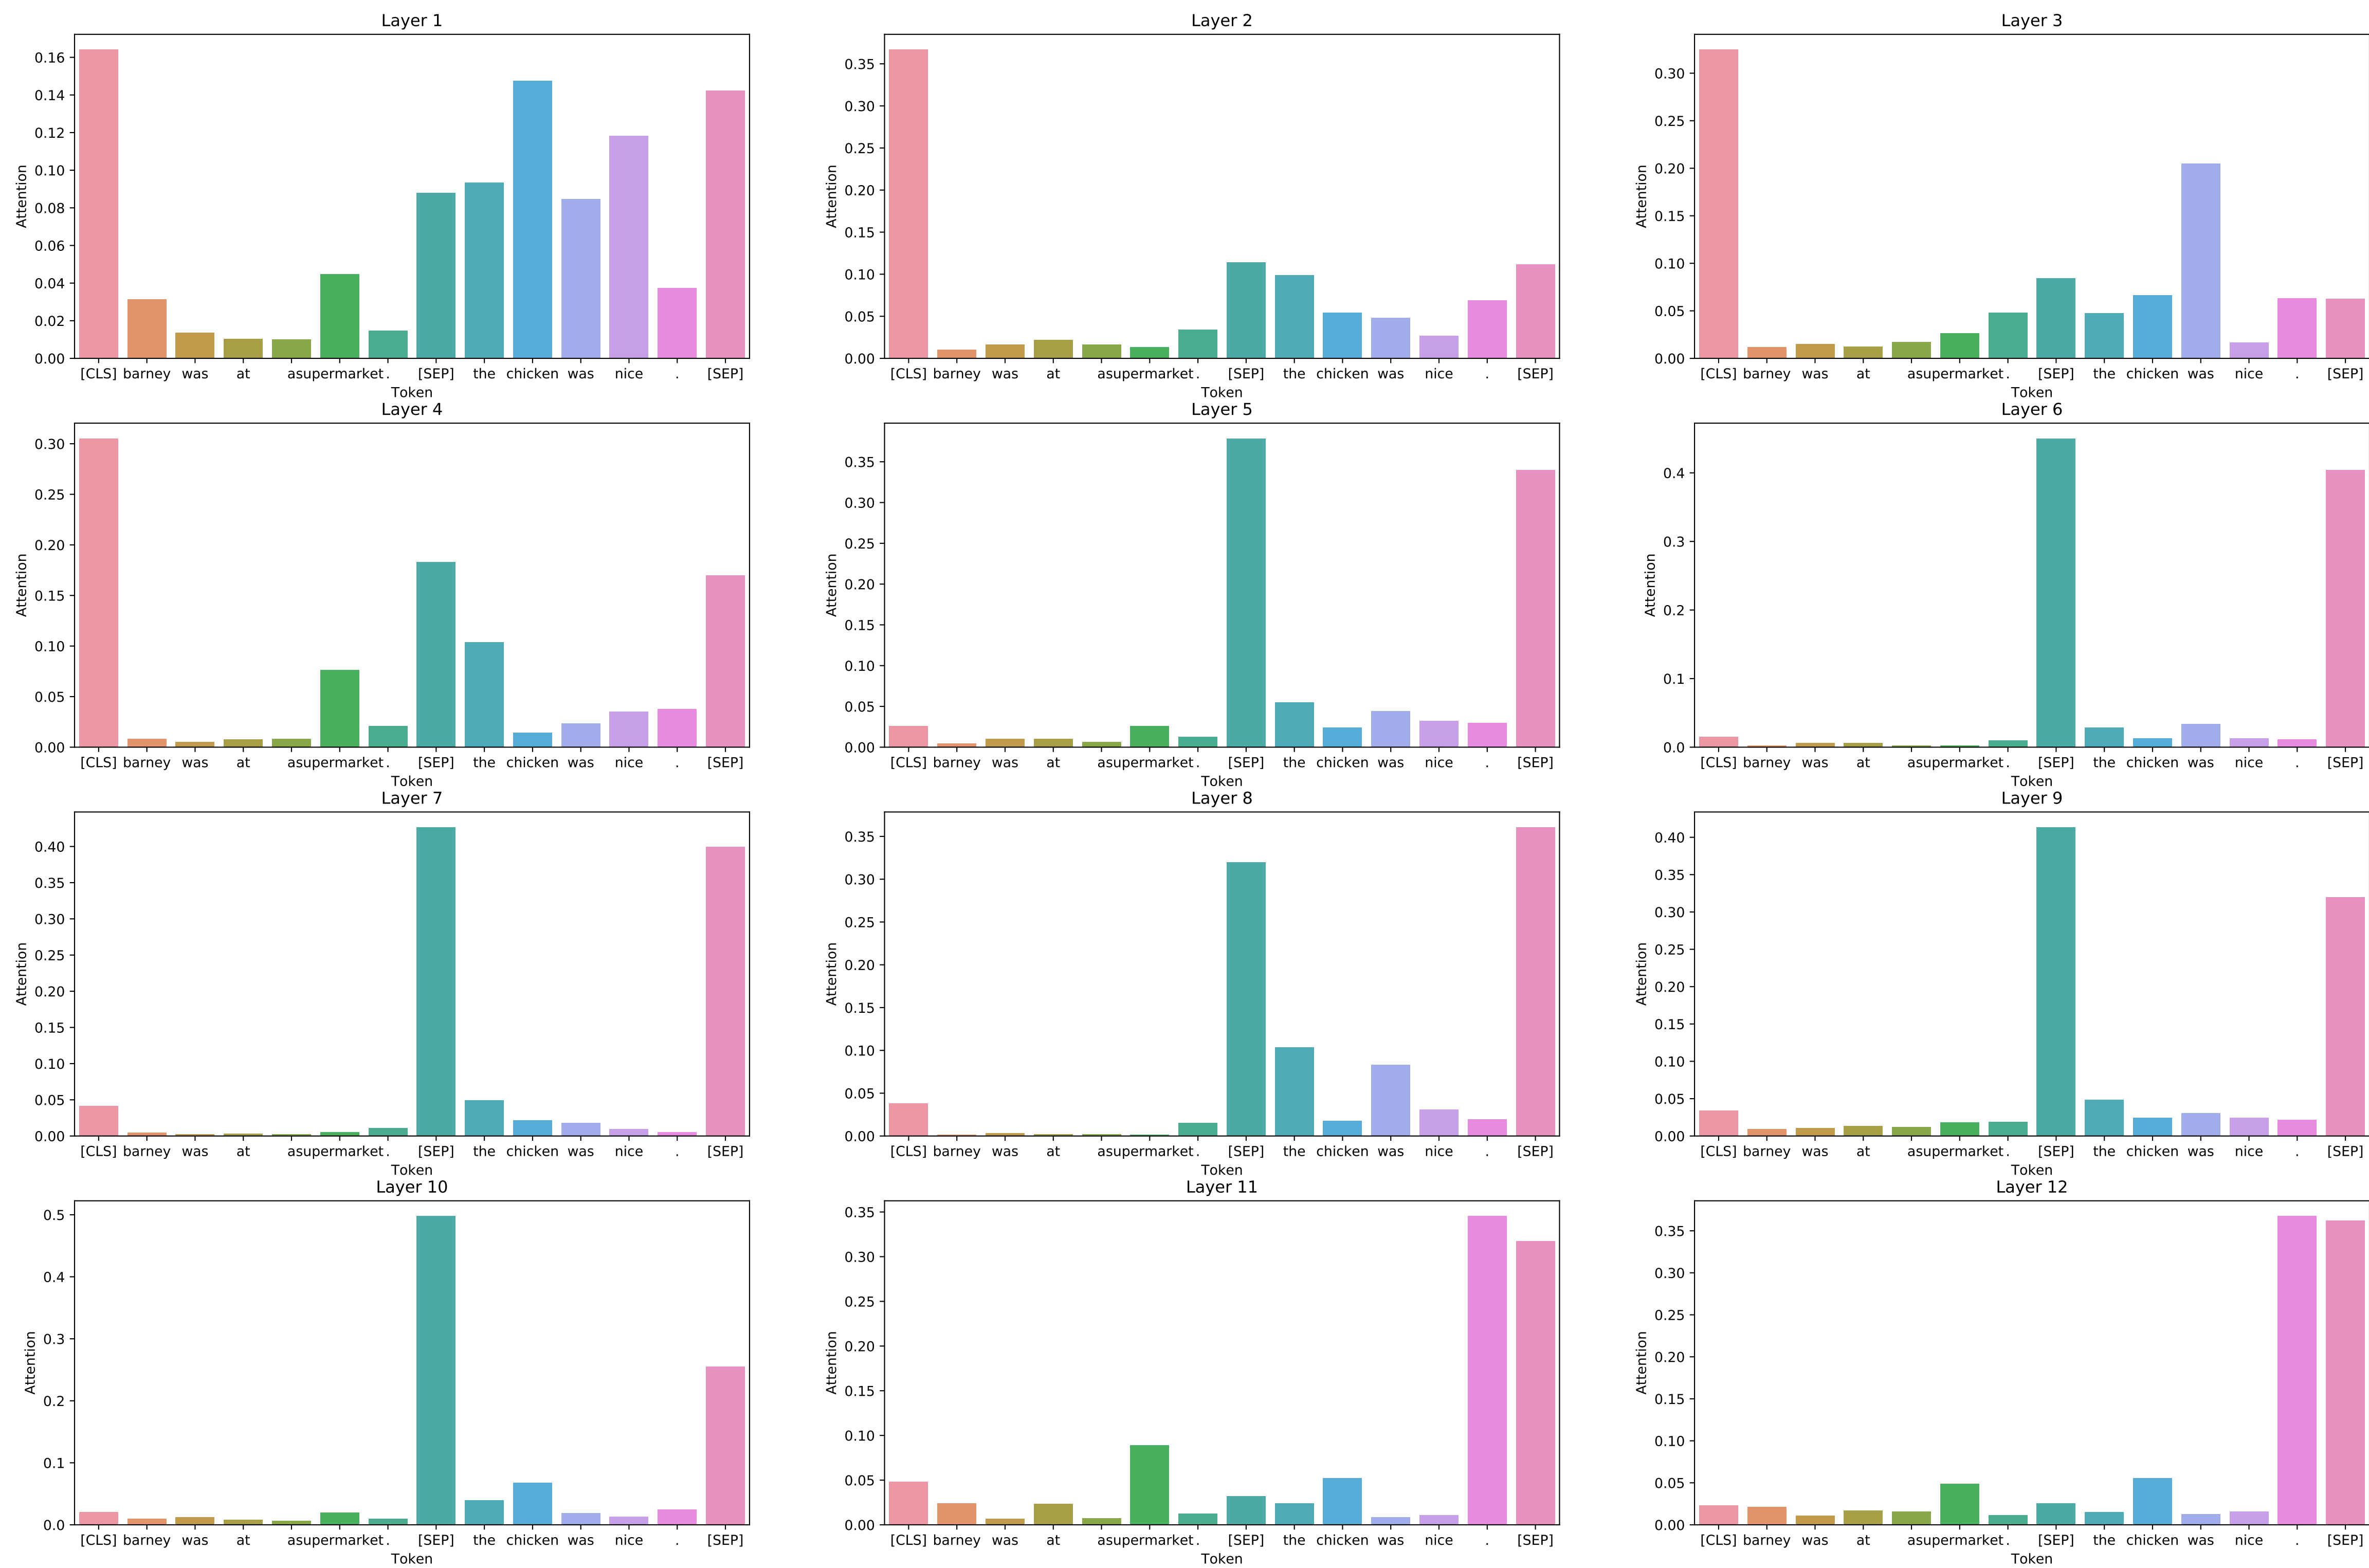 Layer 1
Layer 2
Layer 3
0.16
0.14
0.12
0.10
0.08
0.06
0.04
0.02
0.00
Attention
[CLS] barney was at a supermarket . [SEP] the chicken was nice . [SEP]
Token
0.35
0.30
0.25
0.20
0.15
0.10
0.05
0.00
Attention
[CLS] barney was at a supermarket . [SEP] the chicken was nice . [SEP]
Token
0.30
0.25
0.20
0.15
0.10
0.05
0.00
Attention
[CLS] barney was at a supermarket . [SEP] the chicken was nice . [SEP]
Token
Layer 4
Layer 5
Layer 6
0.30
0.25
0.20
0.15
0.10
0.05
0.00
Attention
[CLS] barney was at a supermarket . [SEP] the chicken was nice . [SEP]
Token
0.35
0.30
0.25
0.20
0.15
0.10
0.05
0.00
Attention
[CLS] barney was at a supermarket . [SEP] the chicken was nice . [SEP]
Token
0.4
0.3
0.2
0.1
0.0
Attention
[CLS] barney was at a supermarket . [SEP] the chicken was nice . [SEP]
Token
Layer 7
Layer 8
Layer 9
0.40
0.35
0.30
0.25
0.20
0.15
0.10
0.05
0.00
Attention
[CLS] barney was at a supermarket . [SEP] the chicken was nice . [SEP]
Token
0.35
0.30
0.25
0.20
0.15
0.10
0.05
0.00
Attention
[CLS] barney was at a supermarket . [SEP] the chicken was nice . [SEP]
Token
0.40
0.35
0.30
0.25
0.20
0.15
0.10
0.05
0.00
Attention
[CLS] barney was at a supermarket . [SEP] the chicken was nice . [SEP]
Token
Layer 10
Layer 11
Layer 12
0.5
0.4
0.3
0.2
0.1
0.0
Attention
[CLS] barney was at a supermarket . [SEP] the chicken was nice . [SEP]
Token
0.35
0.30
0.25
0.20
0.15
0.10
0.05
0.00
Attention
[CLS] barney was at a supermarket . [SEP] the chicken was nice . [SEP]
Token
0.35
0.30
0.25
0.20
0.15
0.10
0.05
0.00
Attention
[CLS] barney was at a supermarket . [SEP] the chicken was nice . [SEP]
Token